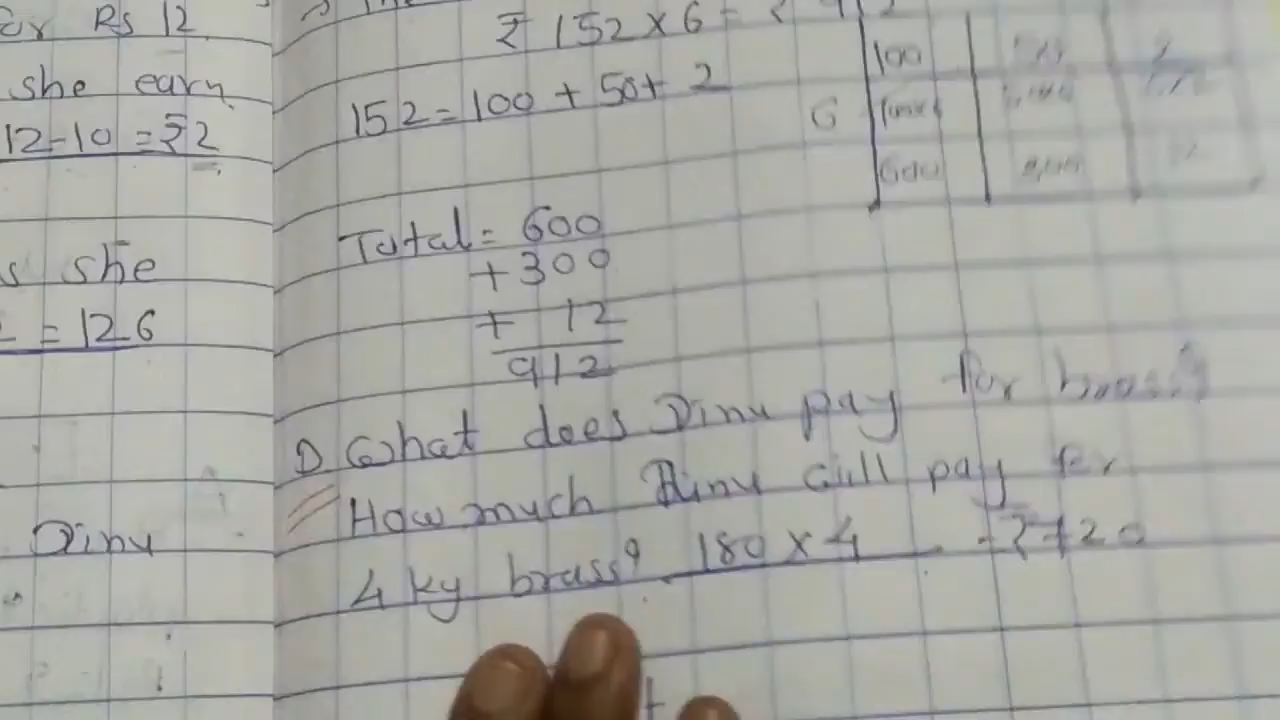 or Rs 12
she earn
12-10 = ₹2
s she
= 126
Dinu
₹ 152 x 6 = ₹ 912
152 = 100 + 50 + 2
100
6
600
Total = 600
+ 300
+ 12
912
D What does Dinu pay for brass
How much Dinu will pay for
4 kg brass? 180 x 4 = ₹720